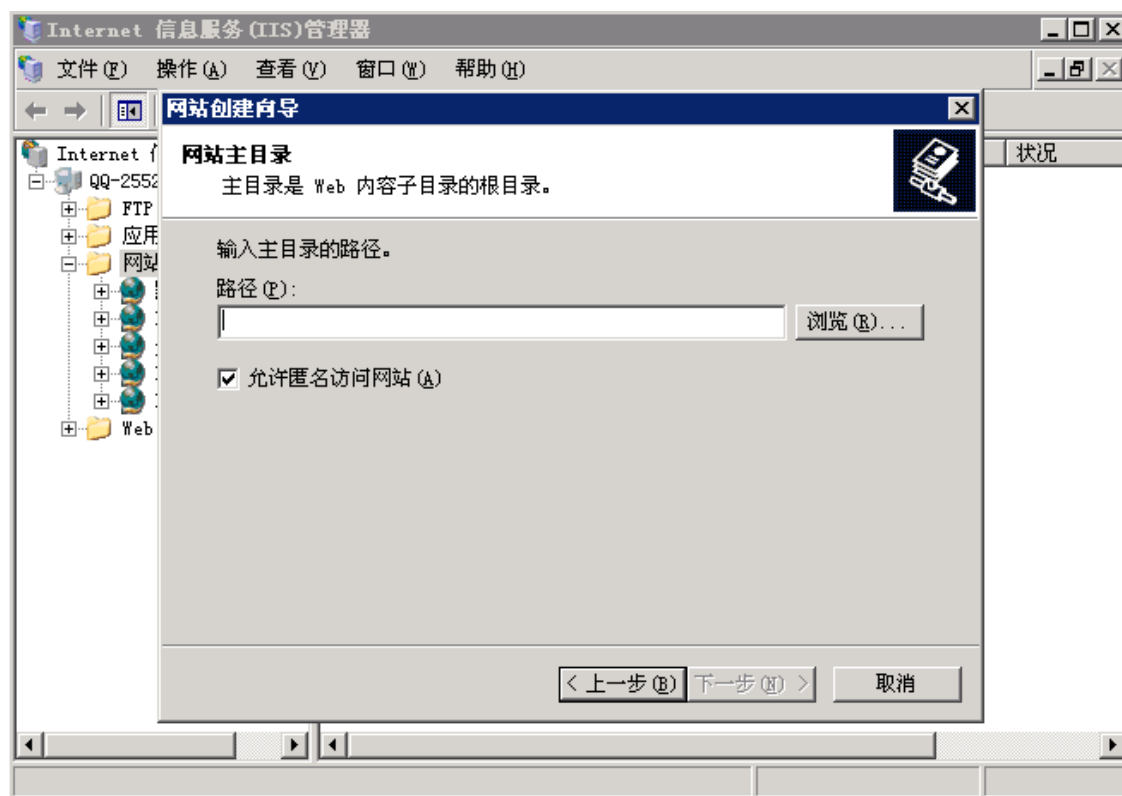 Internet 信息服务(IIS)管理器
文件(F) 操作(A) 查看(V) 窗口(W) 帮助(H)
网站创建向导
Internet
状况
网站主目录
主目录是 Web 内容子目录的根目录。
QQ-2552
FTP
应用
网站
Web
输入主目录的路径。
路径(P):
浏览(R)...
允许匿名访问网站(A)
< 上一步(B) 下一步(N) > 取消